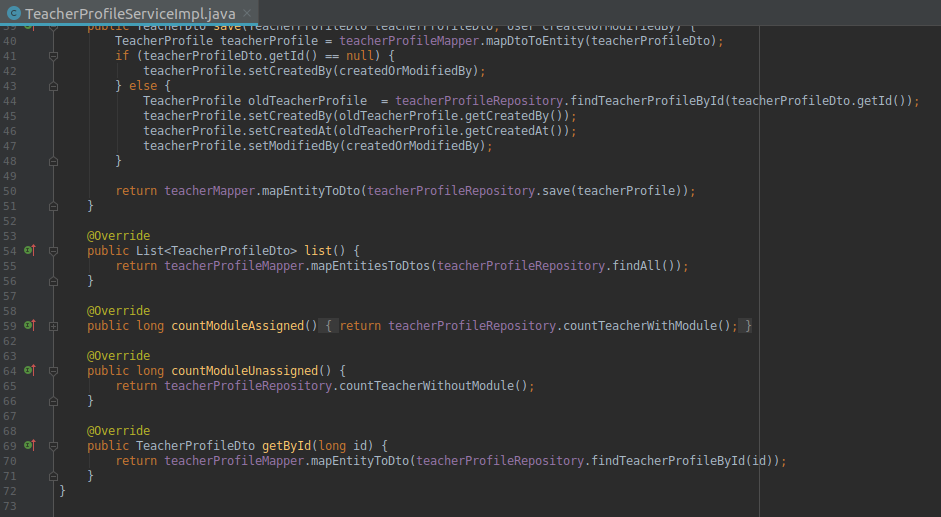 TeacherProfileServiceImpl.java
39 public TeacherDto save(TeacherProfileDto teacherProfileDto, User createdOrModifiedBy) {
40 TeacherProfile teacherProfile = teacherProfileMapper.mapDtoToEntity(teacherProfileDto);
41 if (teacherProfileDto.getId() == null) {
42 teacherProfile.setCreatedBy(createdOrModifiedBy);
43 } else {
44 TeacherProfile oldTeacherProfile  = teacherProfileRepository.findTeacherProfileById(teacherProfileDto.getId());
45 teacherProfile.setCreatedBy(oldTeacherProfile.getCreatedBy());
46 teacherProfile.setCreatedAt(oldTeacherProfile.getCreatedAt());
47 teacherProfile.setModifiedBy(createdOrModifiedBy);
48 }
49
50 return teacherMapper.mapEntityToDto(teacherProfileRepository.save(teacherProfile));
51 }
52
53 @Override
54 public List<TeacherProfileDto> list() {
55 return teacherProfileMapper.mapEntitiesToDtos(teacherProfileRepository.findAll());
56 }
57
58 @Override
59 public long countModuleAssigned() { return teacherProfileRepository.countTeacherWithModule(); }
62
63 @Override
64 public long countModuleUnassigned() {
65 return teacherProfileRepository.countTeacherWithoutModule();
66 }
67
68 @Override
69 public TeacherProfileDto getById(long id) {
70 return teacherProfileMapper.mapEntityToDto(teacherProfileRepository.findTeacherProfileById(id));
71 }
72 }
73